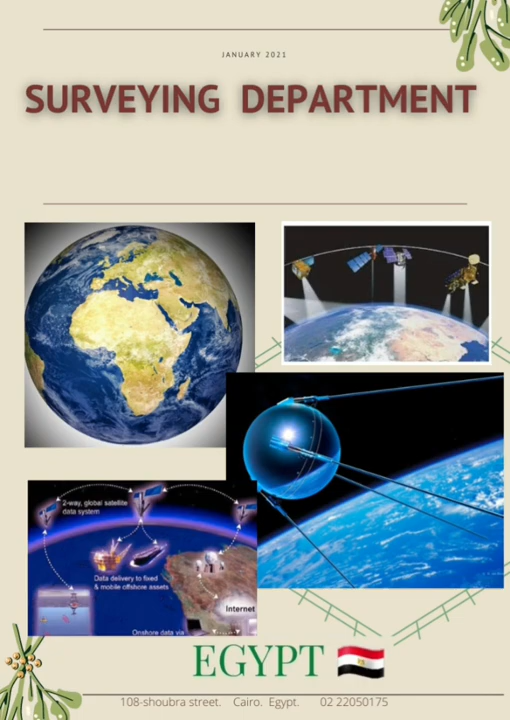 JANUARY 2021
SURVEYING DEPARTMENT
2-way, global satellite
data system
Data delivery to fixed
& mobile offshore assets
Internet
Onshore data via
EGYPT
108-shoubra street. Cairo. Egypt. 02 22050175